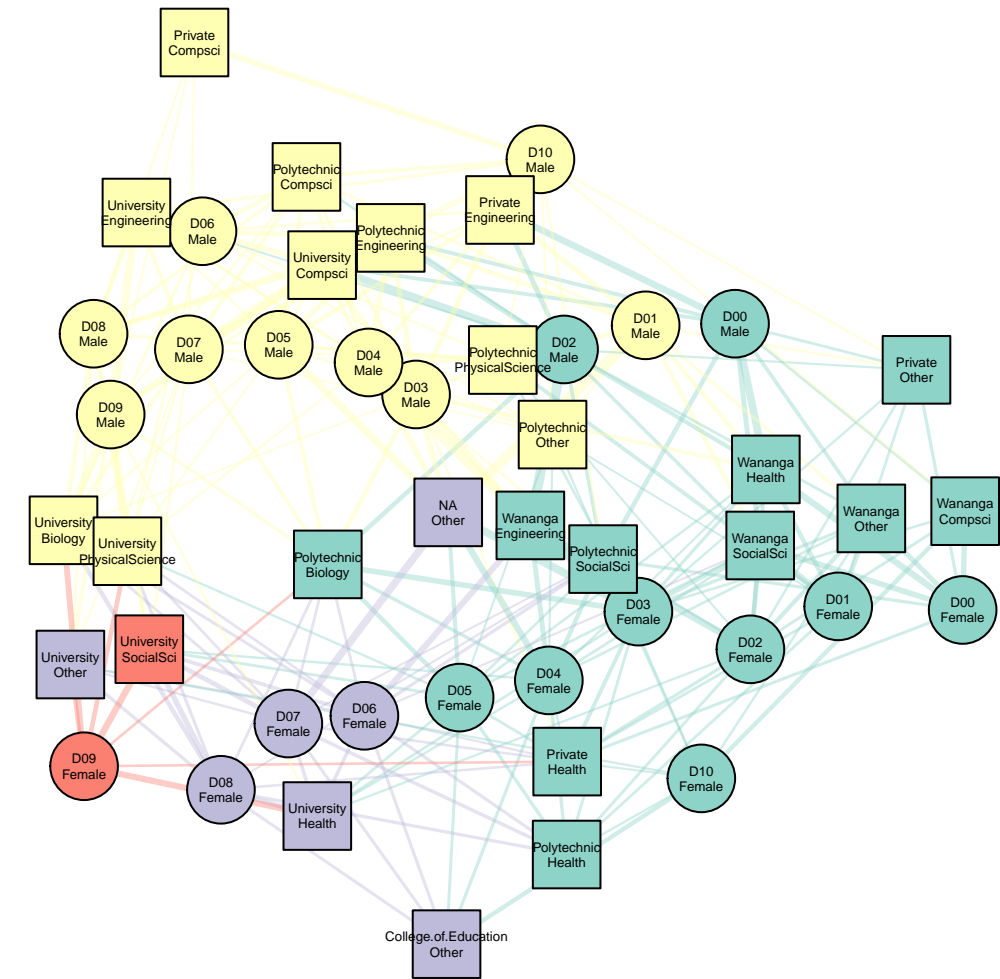 Private
Compsci
D10
Male
Polytechnic
Compsci
University
Engineering
D06
Male
Private
Engineering
Polytechnic
Engineering
University
Compsci
D08
Male
D07
Male
D05
Male
D04
Male
D03
Male
Polytechnic
PhysicalScience
D02
Male
D01
Male
D00
Male
Private
Other
D09
Male
Polytechnic
Other
Wananga
Health
NA
Other
Wananga
Engineering
Wananga
Other
Wananga
Compsci
University
Biology
University
PhysicalScience
Polytechnic
Biology
Polytechnic
SocialSci
Wananga
SocialSci
D03
Female
D01
Female
D00
Female
University
Other
University
SocialSci
D02
Female
D05
Female
D04
Female
D07
Female
D06
Female
D09
Female
D08
Female
University
Health
Private
Health
D10
Female
Polytechnic
Health
College.of.Education
Other